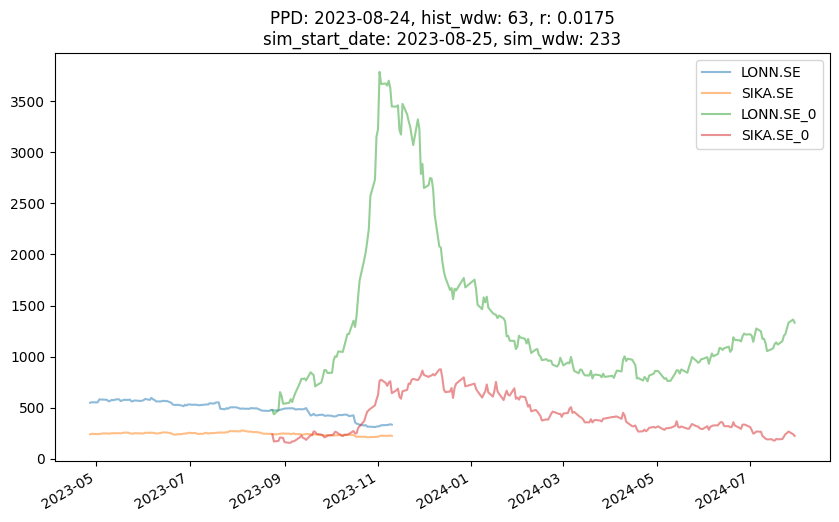 PPD: 2023-08-24, hist_wdw: 63, r: 0.0175
sim_start_date: 2023-08-25, sim_wdw: 233
LONN.SE
SIKA.SE
LONN.SE_0
SIKA.SE_0
3500
3000
2500
2000
1500
1000
500
0
2023-05
2023-07
2023-09
2023-11
2024-01
2024-03
2024-05
2024-07